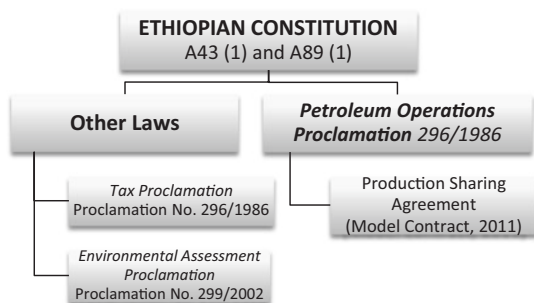 ETHIOPIAN CONSTITUTION
A43 (1) and A89 (1)
Other Laws
Petroleum Operations
Proclamation 296/1986
Tax Proclamation
Proclamation No. 296/1986
Production Sharing
Agreement
(Model Contract, 2011)
Environmental Assessment
Proclamation
Proclamation No. 299/2002